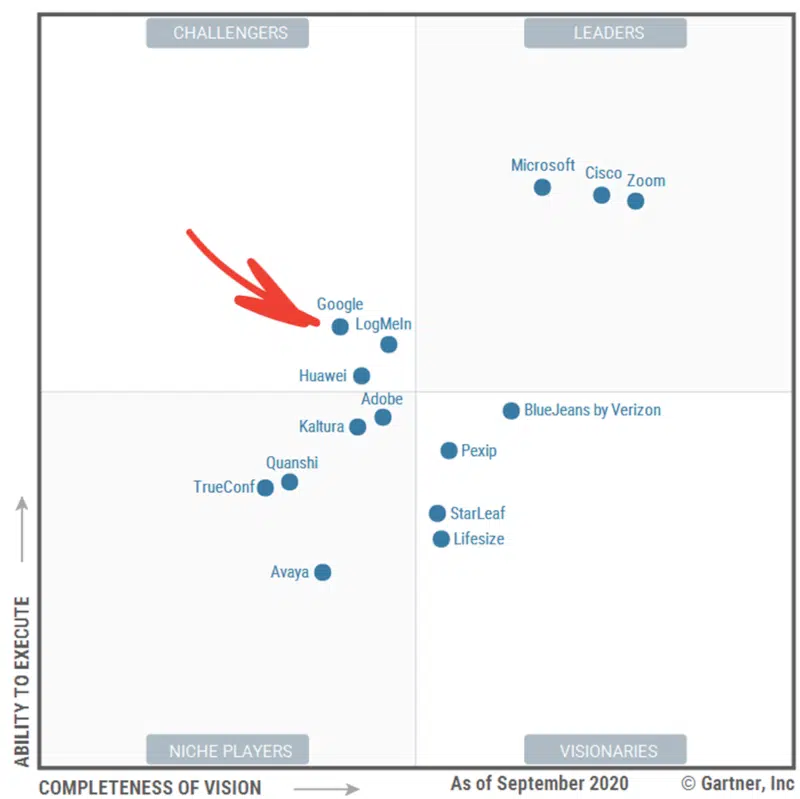 CHALLENGERS
LEADERS
Microsoft
Cisco
Zoom
Google
LogMeIn
Huawei
Adobe
BlueJeans by Verizon
Kaltura
Pexip
Quanshi
TrueConf
StarLeaf
Lifesize
Avaya
ABILITY TO EXECUTE
NICHE PLAYERS
VISIONARIES
COMPLETENESS OF VISION
As of September 2020
© Gartner, Inc